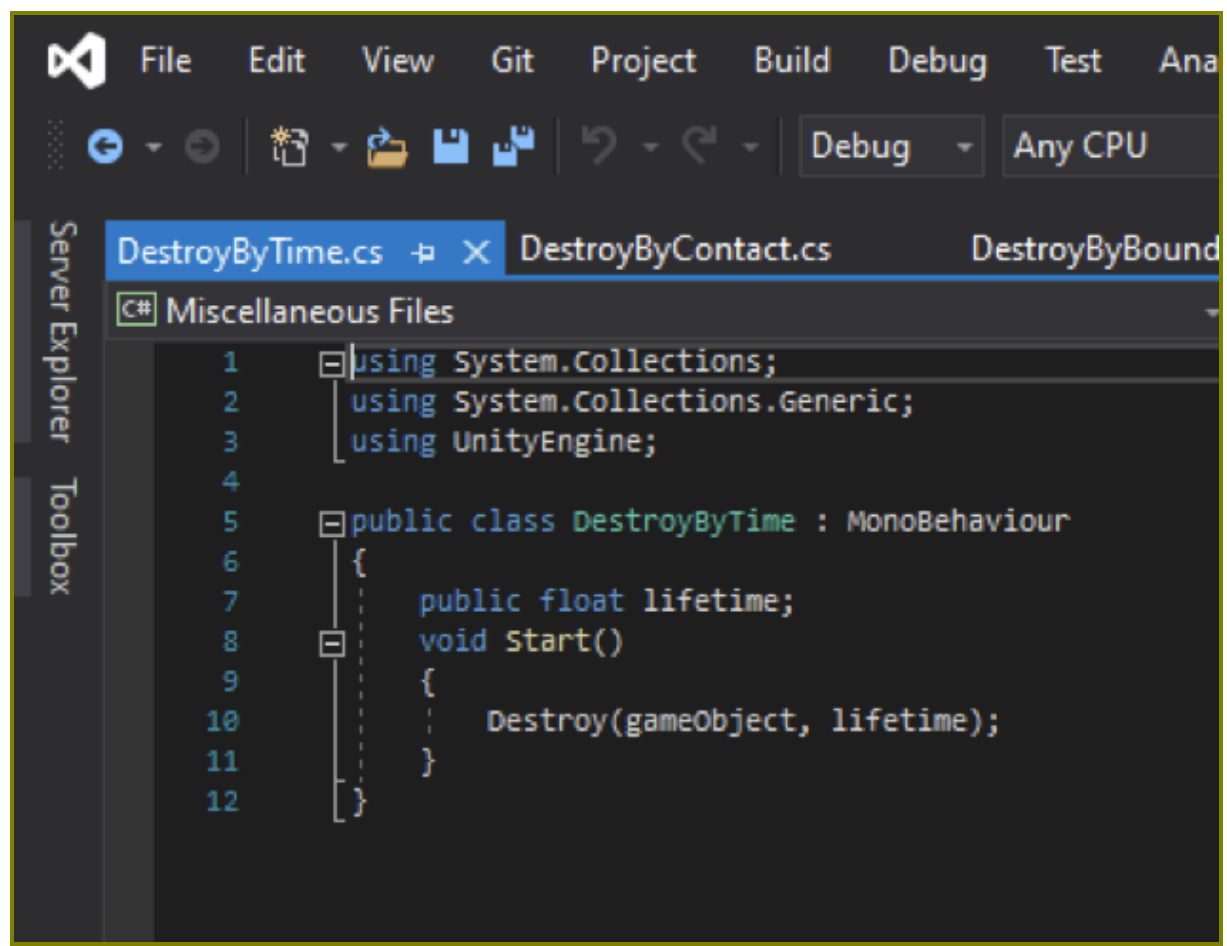 File Edit View Git Project Build Debug Test Ana
Debug Any CPU
Server Explorer
Toolbox
DestroyByTime.cs DestroyByContact.cs DestroyByBound
C# Miscellaneous Files
1 using System.Collections;
2 using System.Collections.Generic;
3 using UnityEngine;
4
5 public class DestroyByTime : MonoBehaviour
6 {
7 public float lifetime;
8 void Start()
9 {
10 Destroy(gameObject, lifetime);
11 }
12 }